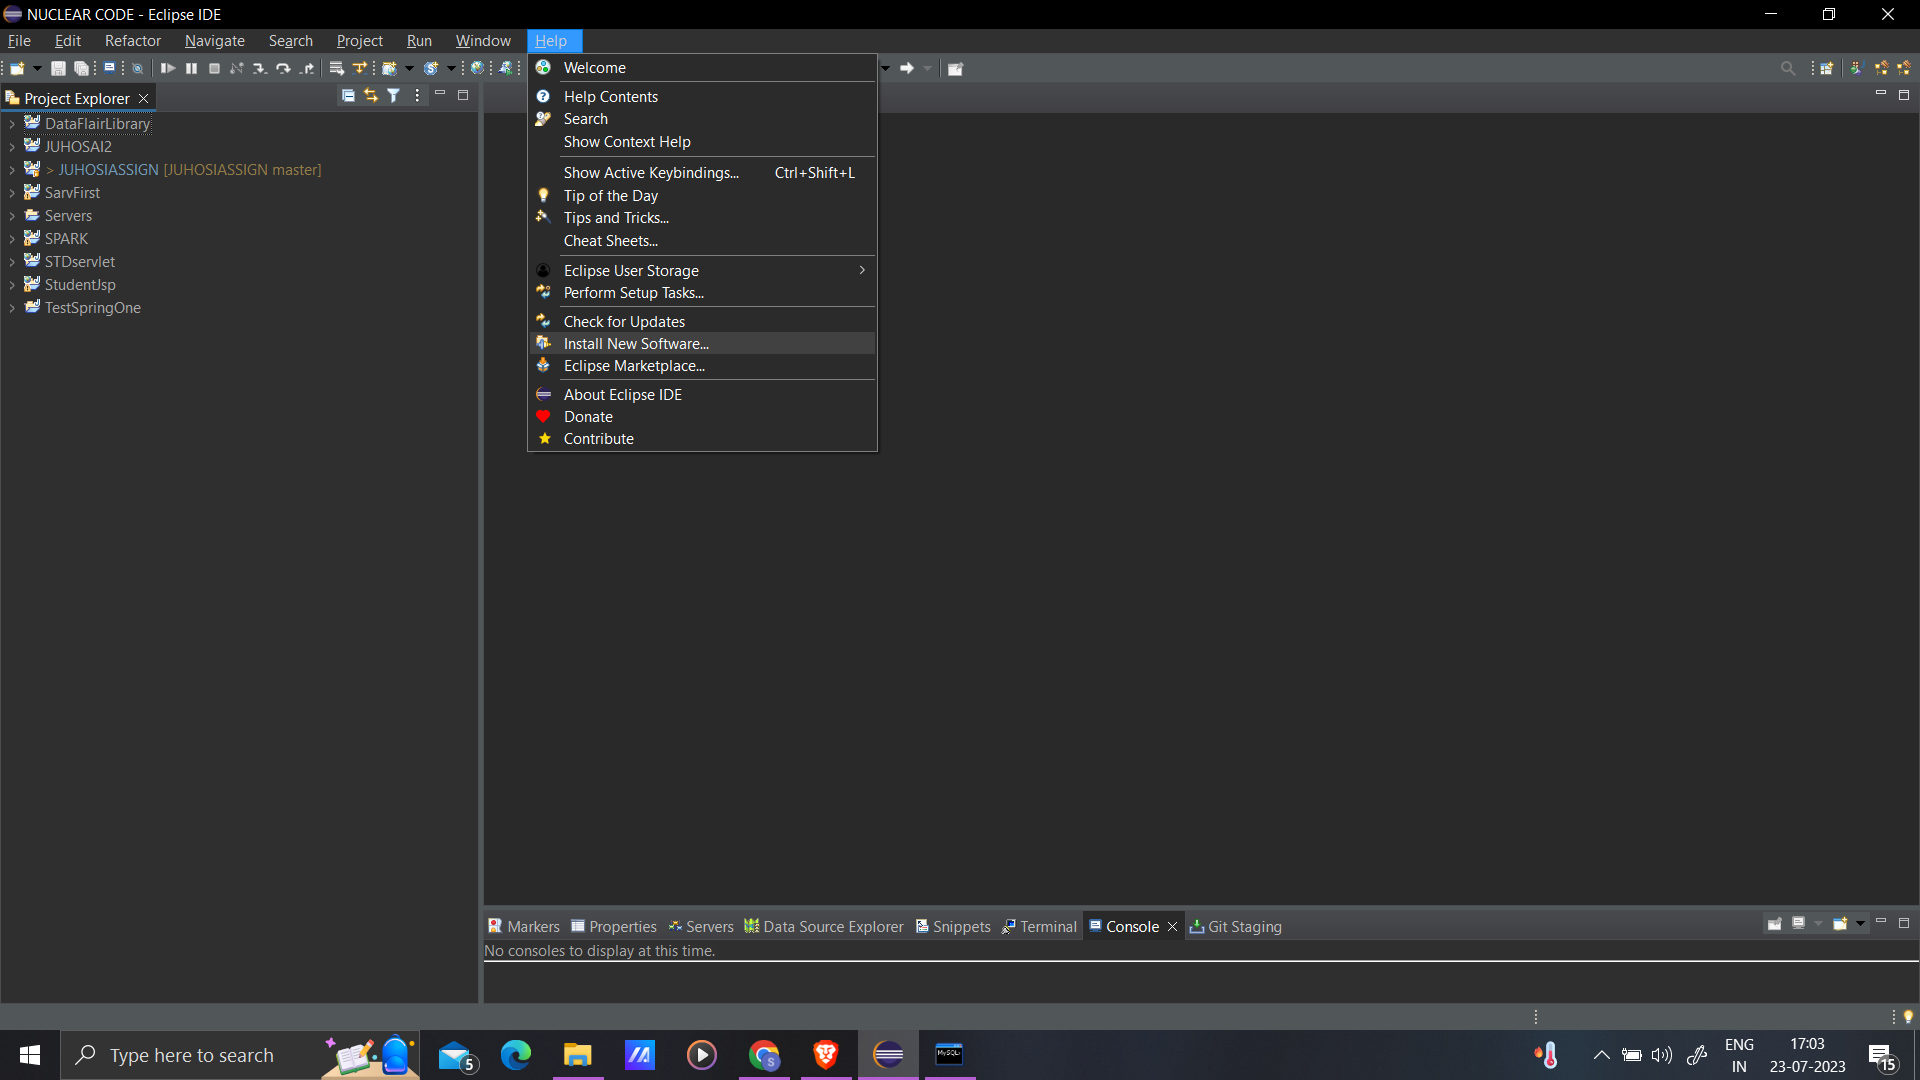 NUCLEAR CODE - Eclipse IDE
File Edit Refactor Navigate Search Project Run Window Help
Project Explorer
DataFlairLibrary
JUHOSAI2
> JUHOSIASSIGN [JUHOSIASSIGN master]
SarvFirst
Servers
SPARK
STDservlet
StudentJsp
TestSpringOne
Welcome
Help Contents
Search
Show Context Help
Show Active Keybindings... Ctrl+Shift+L
Tip of the Day
Tips and Tricks...
Cheat Sheets...
Eclipse User Storage
Perform Setup Tasks...
Check for Updates
Install New Software...
Eclipse Marketplace...
About Eclipse IDE
Donate
Contribute
Markers Properties Servers Data Source Explorer Snippets Terminal Console Git Staging
No consoles to display at this time.
Type here to search
5
S
MySQL
ENG
IN
17:03
23-07-2023
15